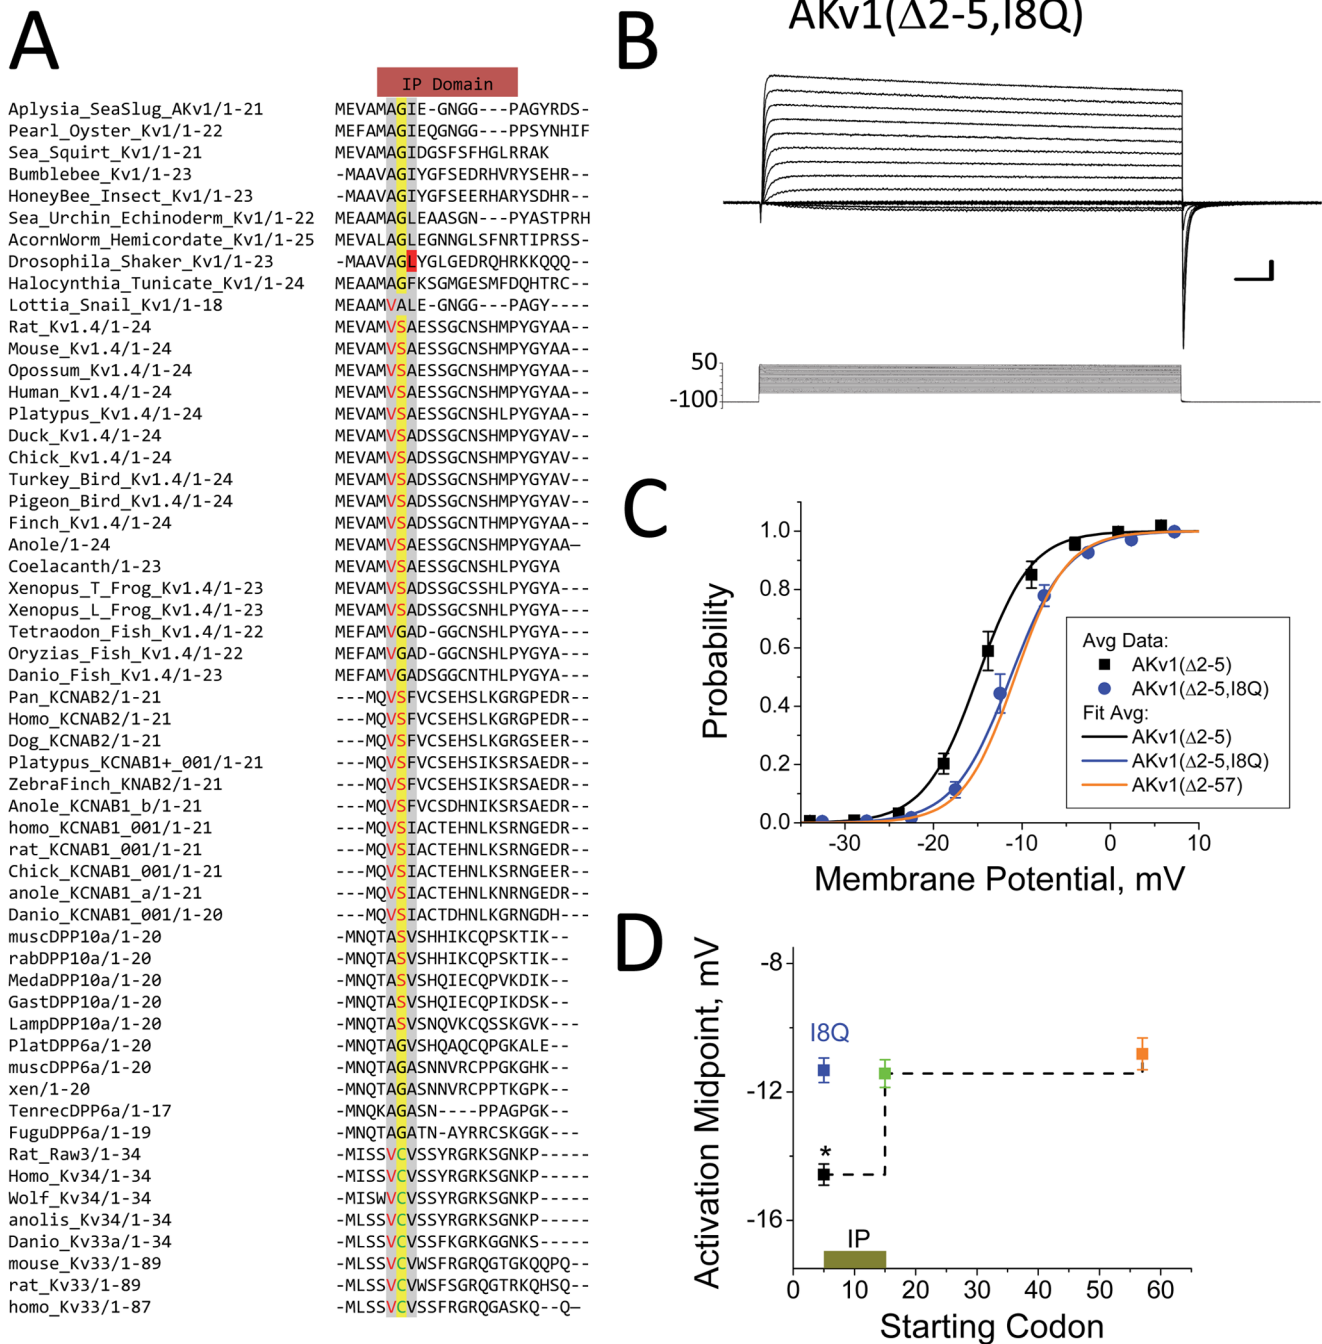 A
IP Domain
Aplysia_SeaSlug_AKv1/1-21 MEVAMAGIE-GNGG---PAGYRDS-
Pearl_Oyster_Kv1/1-22 MEFAMAGIEQGNGG---PPSYNHIF
Sea_Squirt_Kv1/1-21 MEVAMAGIDGSFSFHGLRRAK
Bumblebee_Kv1/1-23 -MAAVAGIYGFSEDRHVRYSEHR--
HoneyBee_Insect_Kv1/1-23 -MAAVAGIYGFSEERHARYSDHR--
Sea_Urchin_Echinoderm_Kv1/1-22 MEAAMAGLEAASGN---PYASTPRH
AcornWorm_Hemicordate_Kv1/1-25 MEVALAGLEGNNGLSFNRTIPRSS-
Drosophila_Shaker_Kv1/1-23 -MAAVAGLYGLGEDRQHRKKQQQ--
Halocynthia_Tunicate_Kv1/1-24 MEAAMAGFKSGMGESMFDQHTRC--
Lottia_Snail_Kv1/1-18 MEAAMVALE-GNGG---PAGY----
Rat_Kv1.4/1-24 MEVAMVSAESSGCNSHMPYGYAA--
Mouse_Kv1.4/1-24 MEVAMVSAESSGCNSHMPYGYAA--
Opossum_Kv1.4/1-24 MEVAMVSAESSGCNSHMPYGYAA--
Human_Kv1.4/1-24 MEVAMVSAESSGCNSHMPYGYAA--
Platypus_Kv1.4/1-24 MEVAMVSAESSGCNSHLPYGYAA--
Duck_Kv1.4/1-24 MEVAMVSADSSGCNSHMPYGYAV--
Chick_Kv1.4/1-24 MEVAMVSADSSGCNSHMPYGYAV--
Turkey_Bird_Kv1.4/1-24 MEVAMVSADSSGCNSHMPYGYAV--
Pigeon_Bird_Kv1.4/1-24 MEVAMVSADSSGCNSHMPYGYAV--
Finch_Kv1.4/1-24 MEVAMVSADSSGCNTHMPYGYAA--
Anole/1-24 MEVAMVSAESSGCNSHMPYGYAA–
Coelacanth/1-23 MEVAMVSAESSGCNSHLPYGYA
Xenopus_T_Frog_Kv1.4/1-23 MEVAMVSADSSGCSSHLPYGYA---
Xenopus_L_Frog_Kv1.4/1-23 MEVAMVSADSSGCSNHLPYGYA---
Tetraodon_Fish_Kv1.4/1-22 MEFAMVGAD-GGCNSHLPYGYA---
Oryzias_Fish_Kv1.4/1-22 MEFAMVGAD-GGCNSHLPYGYA---
Danio_Fish_Kv1.4/1-23 MEFAMVGADSGGCNTHLPYGYA---
Pan_KCNAB2/1-21 ---MQVSFVCSEHSLKGRGPEDR--
Homo_KCNAB2/1-21 ---MQVSFVCSEHSLKGRGPEHSLKGRGPEDR--
Dog_KCNAB2/1-21 ---MQVSFVCSEHSLKGRGSEER--
Platypus_KCNAB1+_001/1-21 ---MQVSFVCSEHSIKSRSAEDR--
ZebraFinch_KNAB2/1-21 ---MQVSFVCSEHSIKSRSAEDR--
Anole_KCNAB1_b/1-21 ---MQVSFVCSDHNIKSRSAEDR--
homo_KCNAB1_001/1-21 ---MQVSIACTEHNLKSRNGEDR--
rat_KCNAB1_001/1-21 ---MQVSIACTEHNLKSRNGEDR--
Chick_KCNAB1_001/1-21 ---MQVSIACTEHNLKSRNGEER--
anole_KCNAB1_a/1-21 ---MQVSIACTEHNLKNRNGEDR--
Danio_KCNAB1_001/1-20 ---MQVSIACTDHNLKGRNGDH---
muscDPP10a/1-20 -MNQTASVSHHIKCQPSKTIK---
rabDPP10a/1-20 -MNQTASVSHHIKCQPSKTIK--
MedaDPP10a/1-20 -MNQTASVSHQIECQPVKDIK--
GastDPP10a/1-20 -MNQTASVSHQIECQPIKDSK--
LampDPP10a/1-20 -MNQTASVSNQVKCQSSKGVK---
PlatDPP6a/1-20 -MNQTAGVSHQAQCQPGKALE--
muscDPP6a/1-20 -MNQTAGASNNVRCPPGKGHK--
xen/1-20 -MNQTAGASNNVRCPPTKGPK--
TenrecDPP6a/1-17 -MNQKAGASN----PPAGPGK--
FuguDPP6a/1-19 -MNQTAGATN-AYRRCSKGGK---
Rat_Raw3/1-34 -MISSVCVSSYRGRKSGNKP-----
Homo_Kv34/1-34 -MISSVCVSSYRGRKSGNKP-----
Wolf_Kv34/1-34 -MISWVCVSSYRGRKSGNKP-----
anolis_Kv34/1-34 -MLSSVCVSSYRGRKSGNKP-----
Danio_Kv33a/1-34 -MLSSVCVSSFKGRKGGNKS-----
mouse_Kv33/1-89 -MLSSVCVWSFRGRQGTGKQQPQ--
rat_Kv33/1-89 -MLSSVCVWSFSGRQGTRKQHSQ--
homo_Kv33/1-87 -MLSSVCVSSFRGRQGASKQ--Q–
B
AKv1(Δ2-5,I8Q)
50
-100
C
Probability
1.0
0.8
0.6
0.4
0.2
0.0
-30 -20 -10 0 10
Membrane Potential, mV
Avg Data:
AKv1(Δ2-5)
AKv1(Δ2-5,I8Q)
Fit Avg:
AKv1(Δ2-5)
AKv1(Δ2-5,I8Q)
AKv1(Δ2-57)
D
Activation Midpoint, mV
-8
-12
-16
I8Q
*
IP
0 10 20 30 40 50 60
Starting Codon